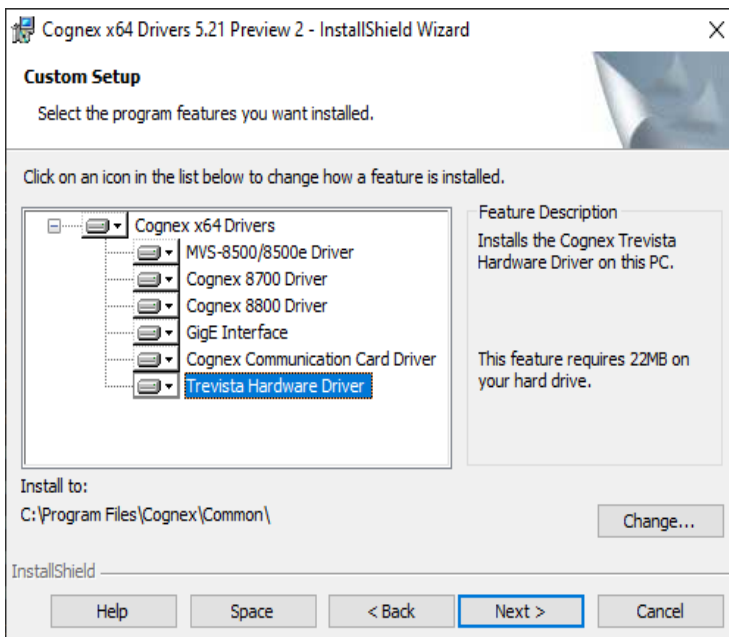 Cognex x64 Drivers 5.21 Preview 2 - InstallShield Wizard
Custom Setup
Select the program features you want installed.
Click on an icon in the list below to change how a feature is installed.
Cognex x64 Drivers
MVS-8500/8500e Driver
Cognex 8700 Driver
Cognex 8800 Driver
GigE Interface
Cognex Communication Card Driver
Trevista Hardware Driver
Feature Description
Installs the Cognex Trevista
Hardware Driver on this PC.
This feature requires 22MB on
your hard drive.
Install to:
C:\Program Files\Cognex\Common\
Change...
InstallShield
Help
Space
< Back
Next >
Cancel